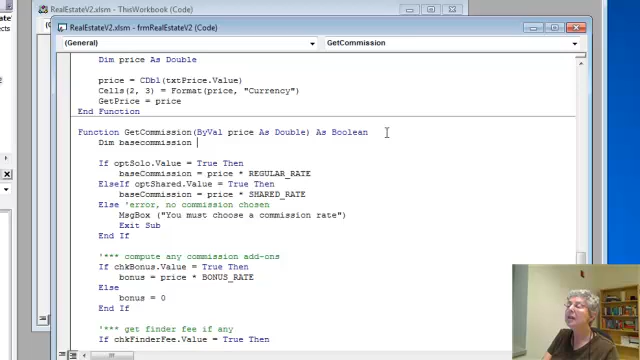 RealEstateV2.xlsm - ThisWorkbook (Code)
RealEstateV2.xlsm - frmRealEstateV2 (Code)
(General)
GetCommission
Dim price As Double
price = CDbl(txtPrice.Value)
Cells(2, 3) = Format(price, "Currency")
GetPrice = price
End Function
Function GetCommission(ByVal price As Double) As Boolean
Dim basecommission
If optSolo.Value = True Then
baseCommission = price * REGULAR_RATE
ElseIf optShared.Value = True Then
baseCommission = price * SHARED_RATE
Else 'error, no commission chosen
MsgBox ("You must choose a commission rate")
Exit Sub
End If
'*** compute any commission add-ons
If chkBonus.Value = True Then
bonus = price * BONUS_RATE
Else
bonus = 0
End If
'*** get finder fee if any
If chkFinderFee.Value = True Then